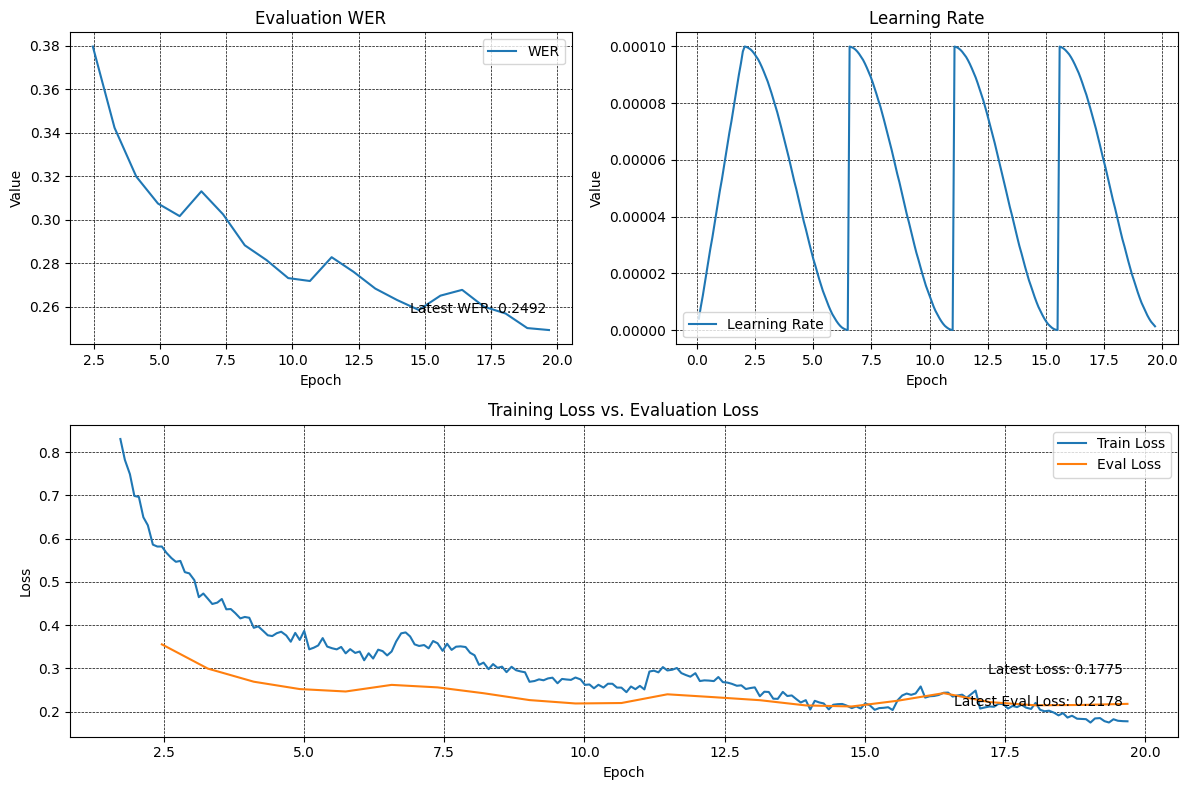 Evaluation WER
Value
0.38
0.36
0.34
0.32
0.30
0.28
0.26
WER
Latest WER: 0.2492
2.5 5.0 7.5 10.0 12.5 15.0 17.5 20.0
Epoch
Learning Rate
Value
0.00010
0.00008
0.00006
0.00004
0.00002
0.00000
Learning Rate
0.0 2.5 5.0 7.5 10.0 12.5 15.0 17.5 20.0
Epoch
Training Loss vs. Evaluation Loss
Loss
0.8
0.7
0.6
0.5
0.4
0.3
0.2
Train Loss
Eval Loss
Latest Loss: 0.1775
Latest Eval Loss: 0.2178
2.5 5.0 7.5 10.0 12.5 15.0 17.5 20.0
Epoch